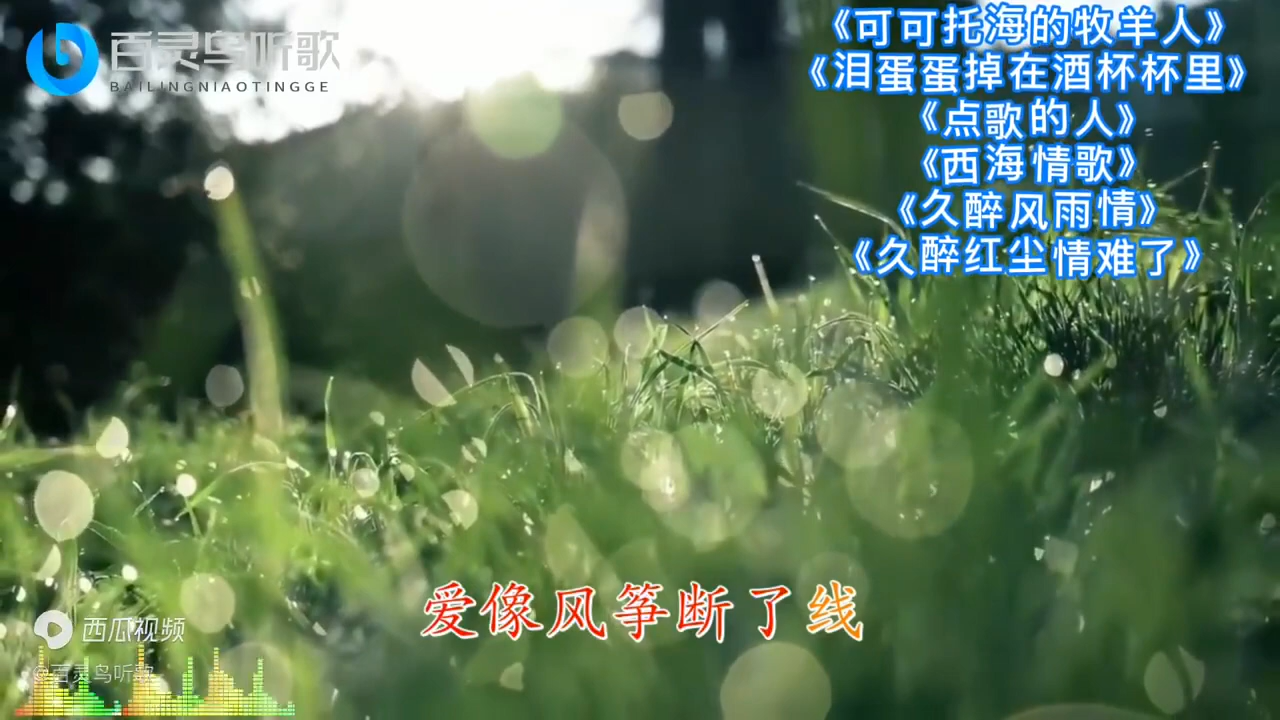 百灵鸟听歌
BAILINGNIAOTINGGE
《可可托海的牧羊人》
《泪蛋蛋掉在酒杯杯里》
《点歌的人》
《西海情歌》
《久醉风雨情》
《久醉红尘情难了》
爱像风筝断了线
西瓜视频
@百灵鸟听歌